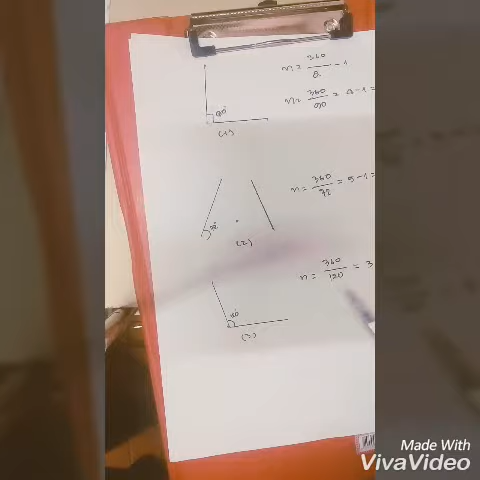 n = 360/θ - 1
90°
n = 360/90 = 4 - 1 =
(1)
n = 360/72 = 5 - 1 =
(2)
n = 360/120 = 3
(3)
Made With
VivaVideo